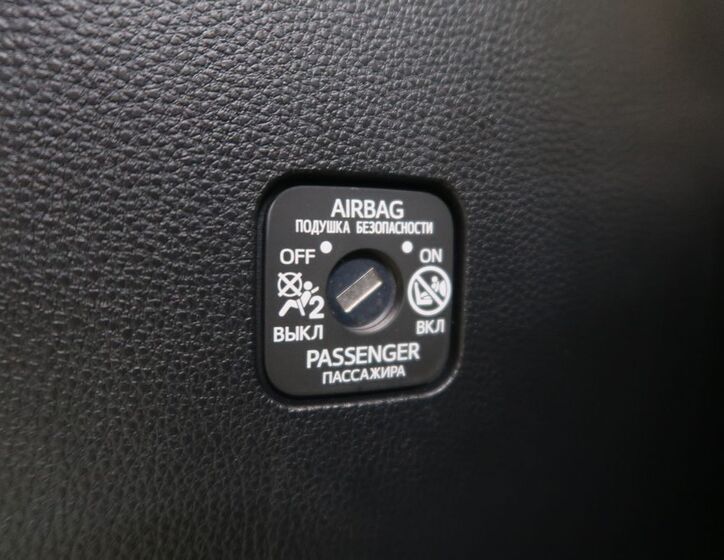 AIRBAG
ПОДУШКА БЕЗОПАСНОСТИ
OFF ON
2
ВЫКЛ ВКЛ
PASSENGER
ПАССАЖИРА